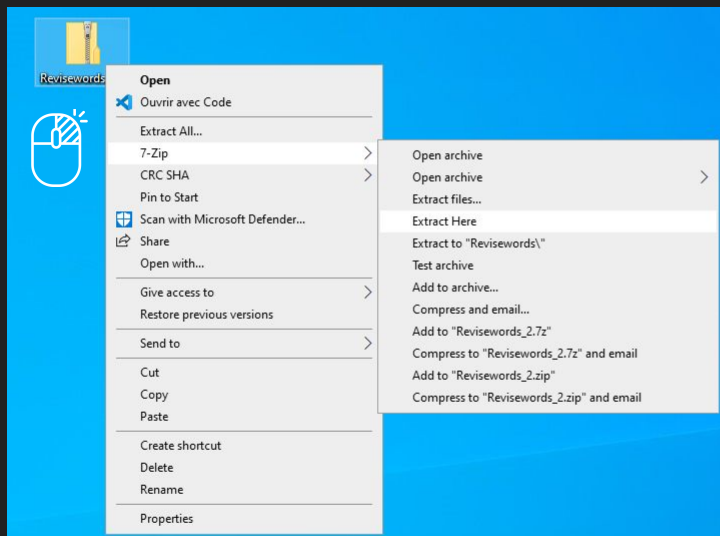 Revisewords
Open
Ouvrir avec Code
Extract All...
7-Zip
CRC SHA
Pin to Start
Scan with Microsoft Defender...
Share
Open with...
Give access to
Restore previous versions
Send to
Cut
Copy
Paste
Create shortcut
Delete
Rename
Properties
Open archive
Open archive
Extract files...
Extract Here
Extract to "Revisewords\"
Test archive
Add to archive...
Compress and email...
Add to "Revisewords_2.7z"
Compress to "Revisewords_2.7z" and email
Add to "Revisewords_2.zip"
Compress to "Revisewords_2.zip" and email